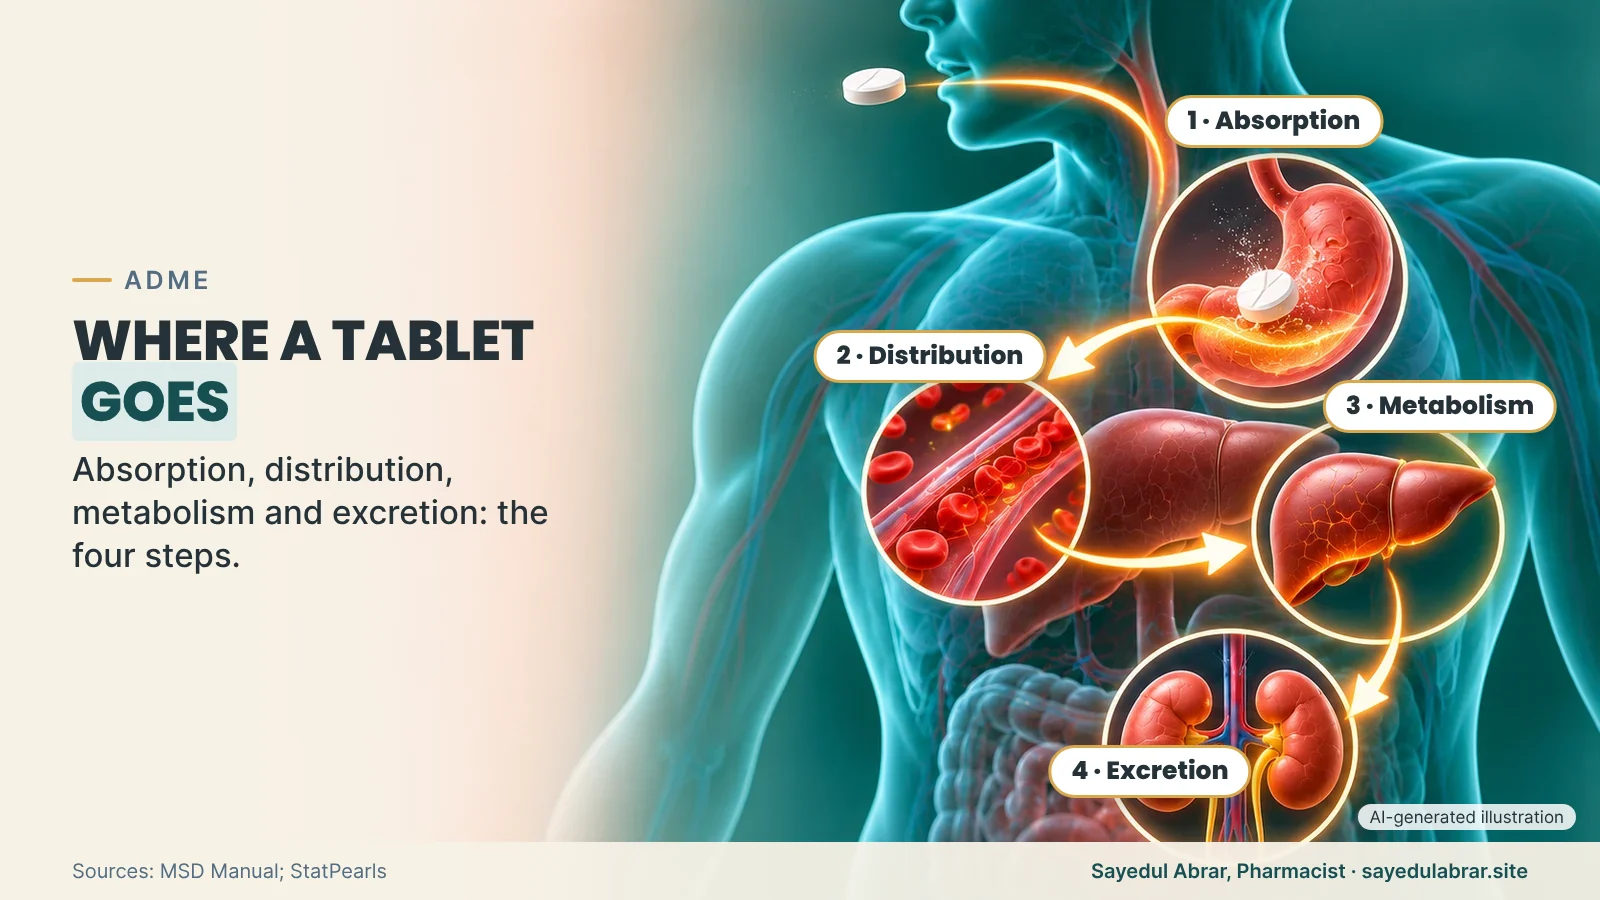 ADME
WHERE A TABLET
GOES
Absorption, distribution,
metabolism and excretion: the
four steps.
1 · Absorption
2 · Distribution
3 · Metabolism
4 · Excretion
AI-generated illustration
Sources: MSD Manual; StatPearls
Sayedul Abrar, Pharmacist · sayedulabrar.site